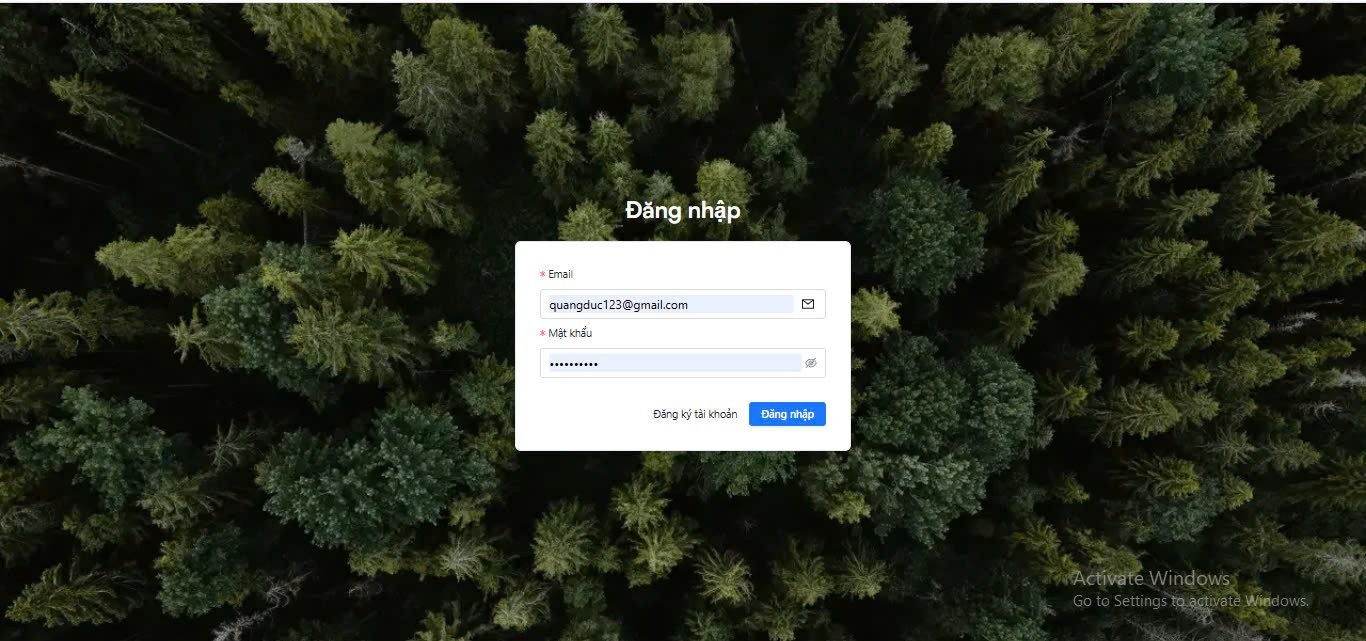 Đăng nhập
* Email
quangduc123@gmail.com
* Mật khẩu
••••••••••
Đăng ký tài khoản
Đăng nhập
Activate Windows
Go to Settings to activate Windows.